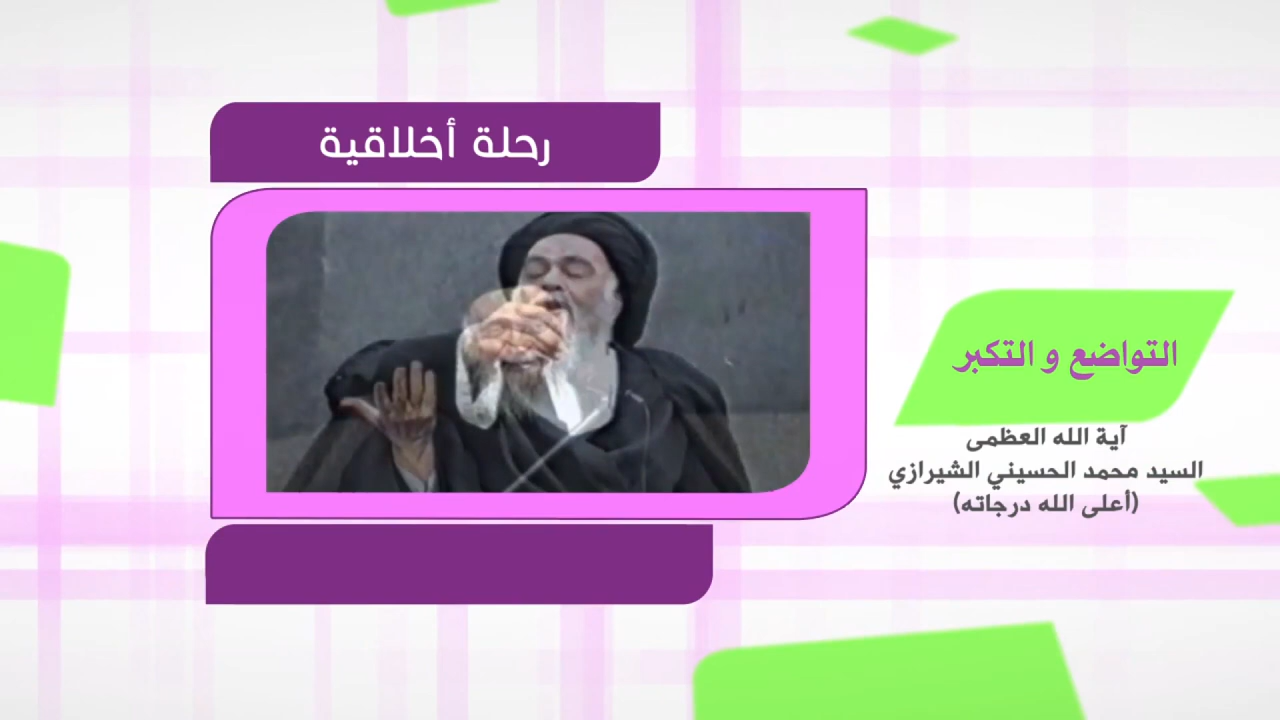 رحلة أخلاقية
التواضع و التكبر
آية الله العظمى
السيد محمد الحسيني الشيرازي
(أعلى الله درجاته)